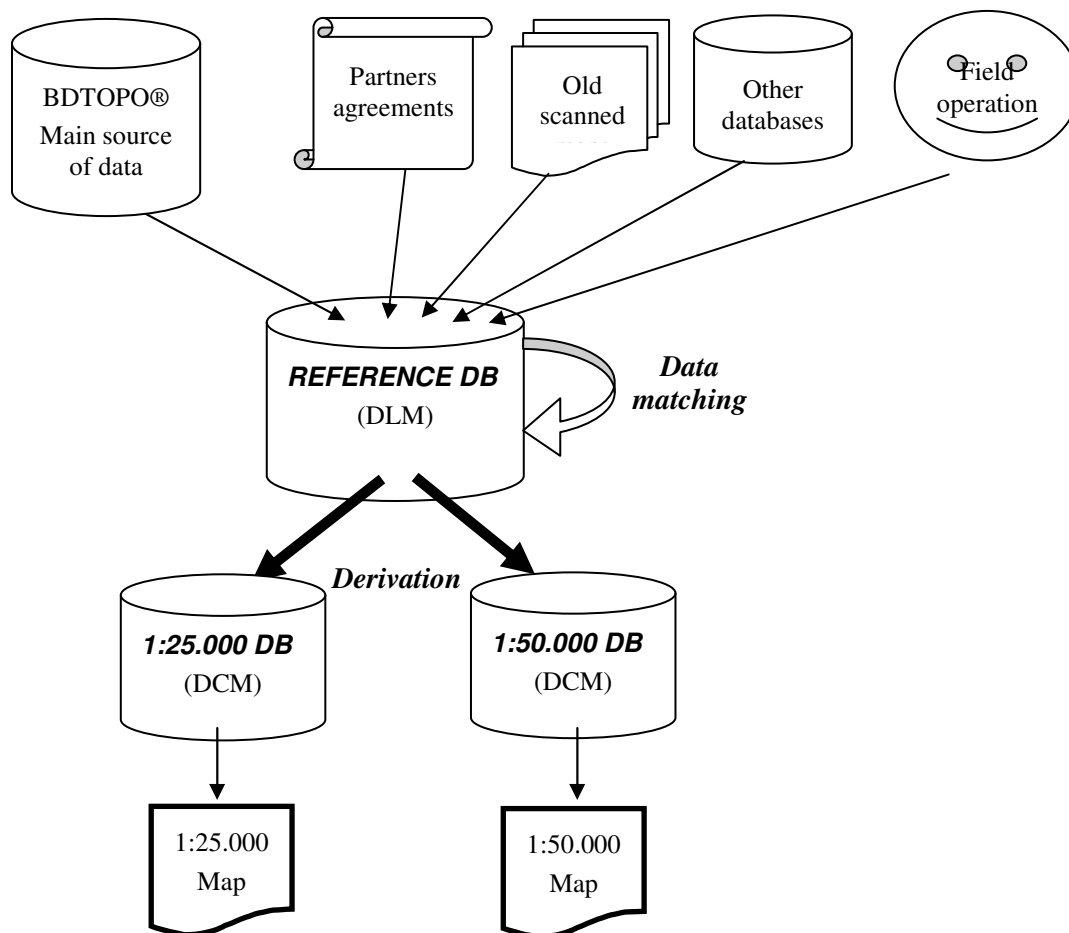 BDTOPO®
Main source
of data
Partners
agreements
Old
scanned
Other
databases
Field
operation
REFERENCE DB
(DLM)
Data
matching
Derivation
1:25.000 DB
(DCM)
1:50.000 DB
(DCM)
1:25.000
Map
1:50.000
Map